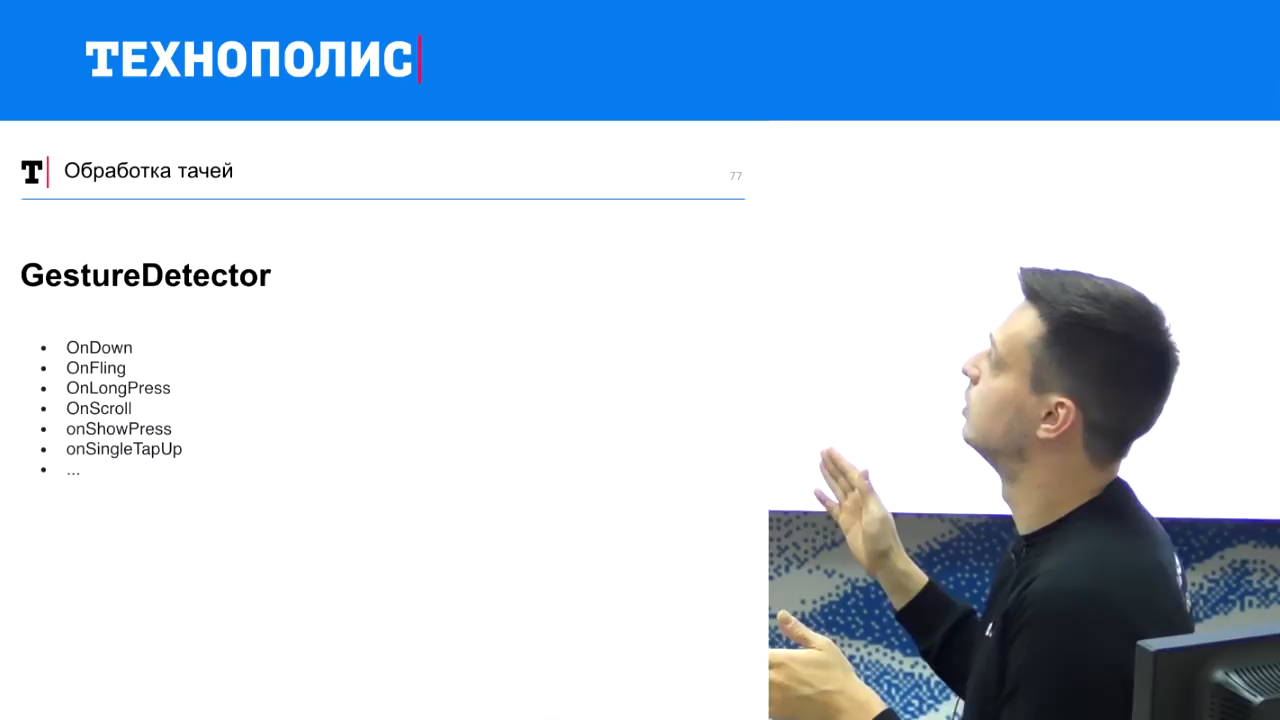 ТЕХНОПОЛИС
Т
Обработка тачей
77
GestureDetector
• OnDown
• OnFling
• OnLongPress
• OnScroll
• onShowPress
• onSingleTapUp
• ...